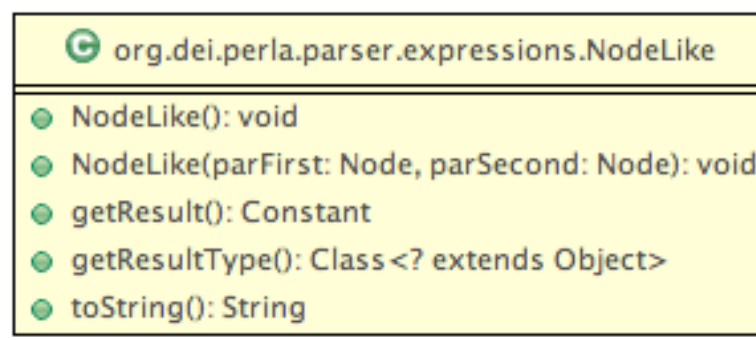 C org.dei.perla.parser.expressions.NodeLike
NodeLike(): void
NodeLike(parFirst: Node, parSecond: Node): void
getResult(): Constant
getResultType(): Class<? extends Object>
toString(): String